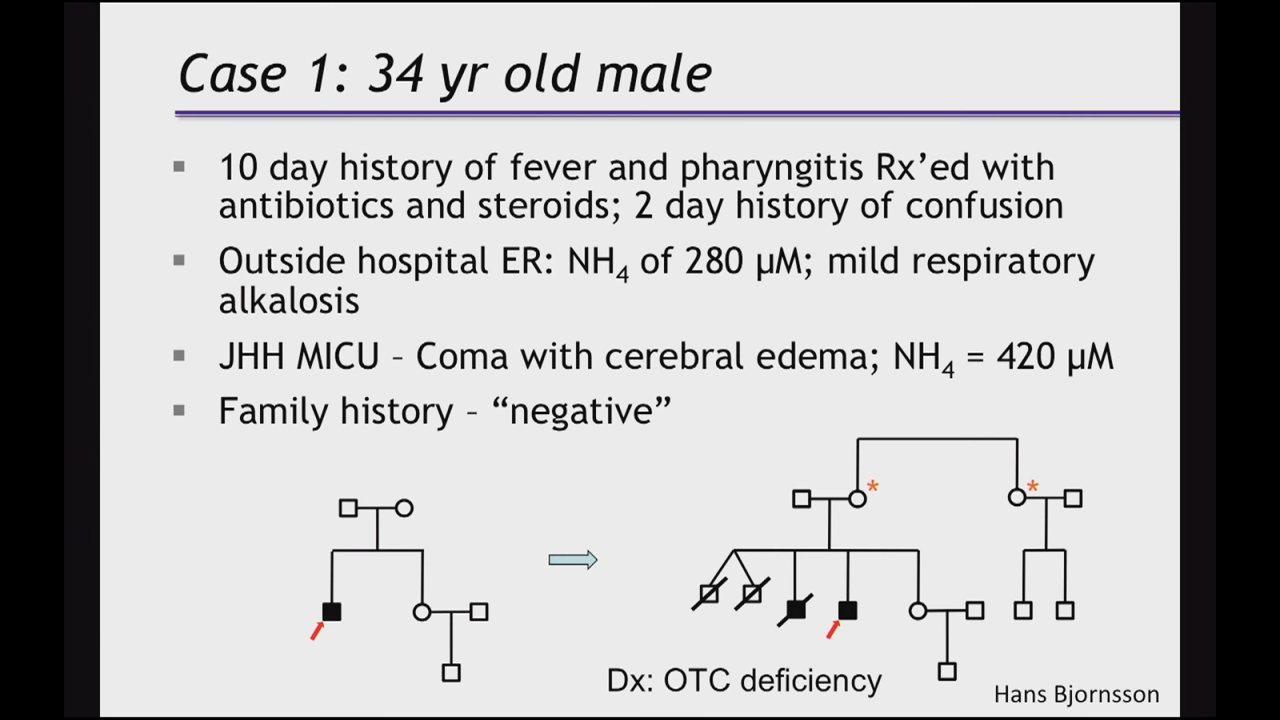 Case 1: 34 yr old male
▪ 10 day history of fever and pharyngitis Rx’ed with
antibiotics and steroids; 2 day history of confusion
▪ Outside hospital ER: NH₄ of 280 µM; mild respiratory
alkalosis
▪ JHH MICU – Coma with cerebral edema; NH₄ = 420 µM
▪ Family history – “negative”
* *
Dx: OTC deficiency
Hans Bjornsson